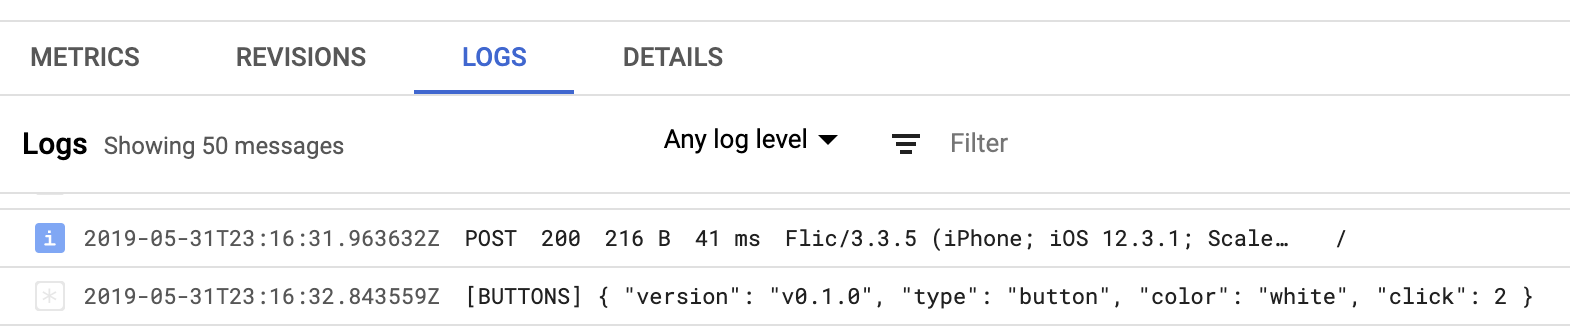 METRICS REVISIONS LOGS DETAILS
Logs Showing 50 messages Any log level Filter
i 2019-05-31T23:16:31.963632Z POST 200 216 B 41 ms Flic/3.3.5 (iPhone; iOS 12.3.1; Scale… /
* 2019-05-31T23:16:32.843559Z [BUTTONS] { "version": "v0.1.0", "type": "button", "color": "white", "click": 2 }